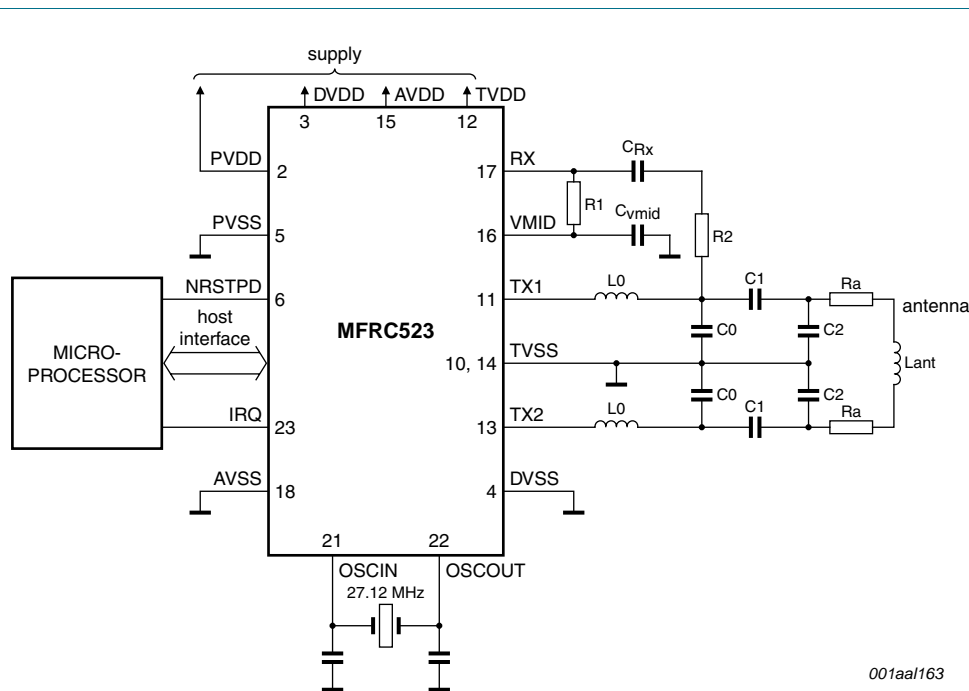 supply
DVDD
AVDD
TVDD
3
15
12
PVDD
2
17
RX
CRx
R1
PVSS
5
16
VMID
Cvmid
R2
NRSTPD
6
11
TX1
L0
C1
Ra
antenna
host
interface
MFRC523
C0
C2
MICRO-
PROCESSOR
10, 14
TVSS
Lant
C0
C2
IRQ
23
13
TX2
L0
C1
Ra
AVSS
18
4
DVSS
21
22
OSCIN
OSCOUT
27.12 MHz
001aal163